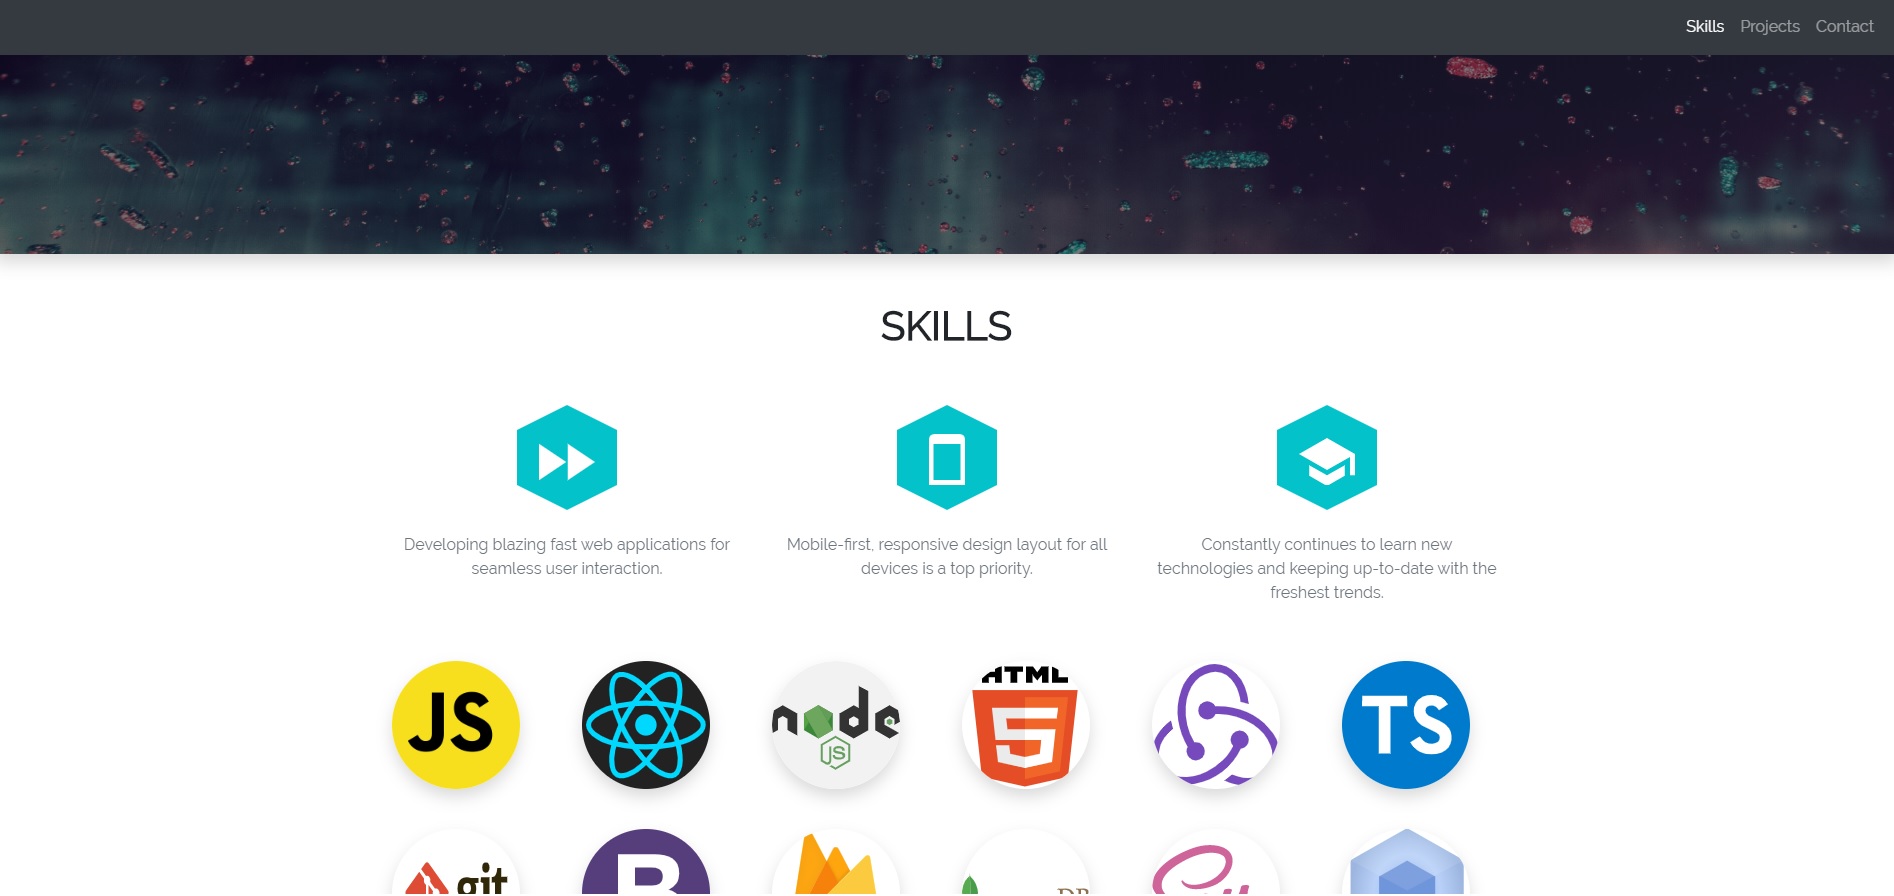 Skills Projects Contact
SKILLS
Developing blazing fast web applications for
seamless user interaction.
Mobile-first, responsive design layout for all
devices is a top priority.
Constantly continues to learn new
technologies and keeping up-to-date with the
freshest trends.
JS
node
JS
HTML
5
TS
git
B
DB